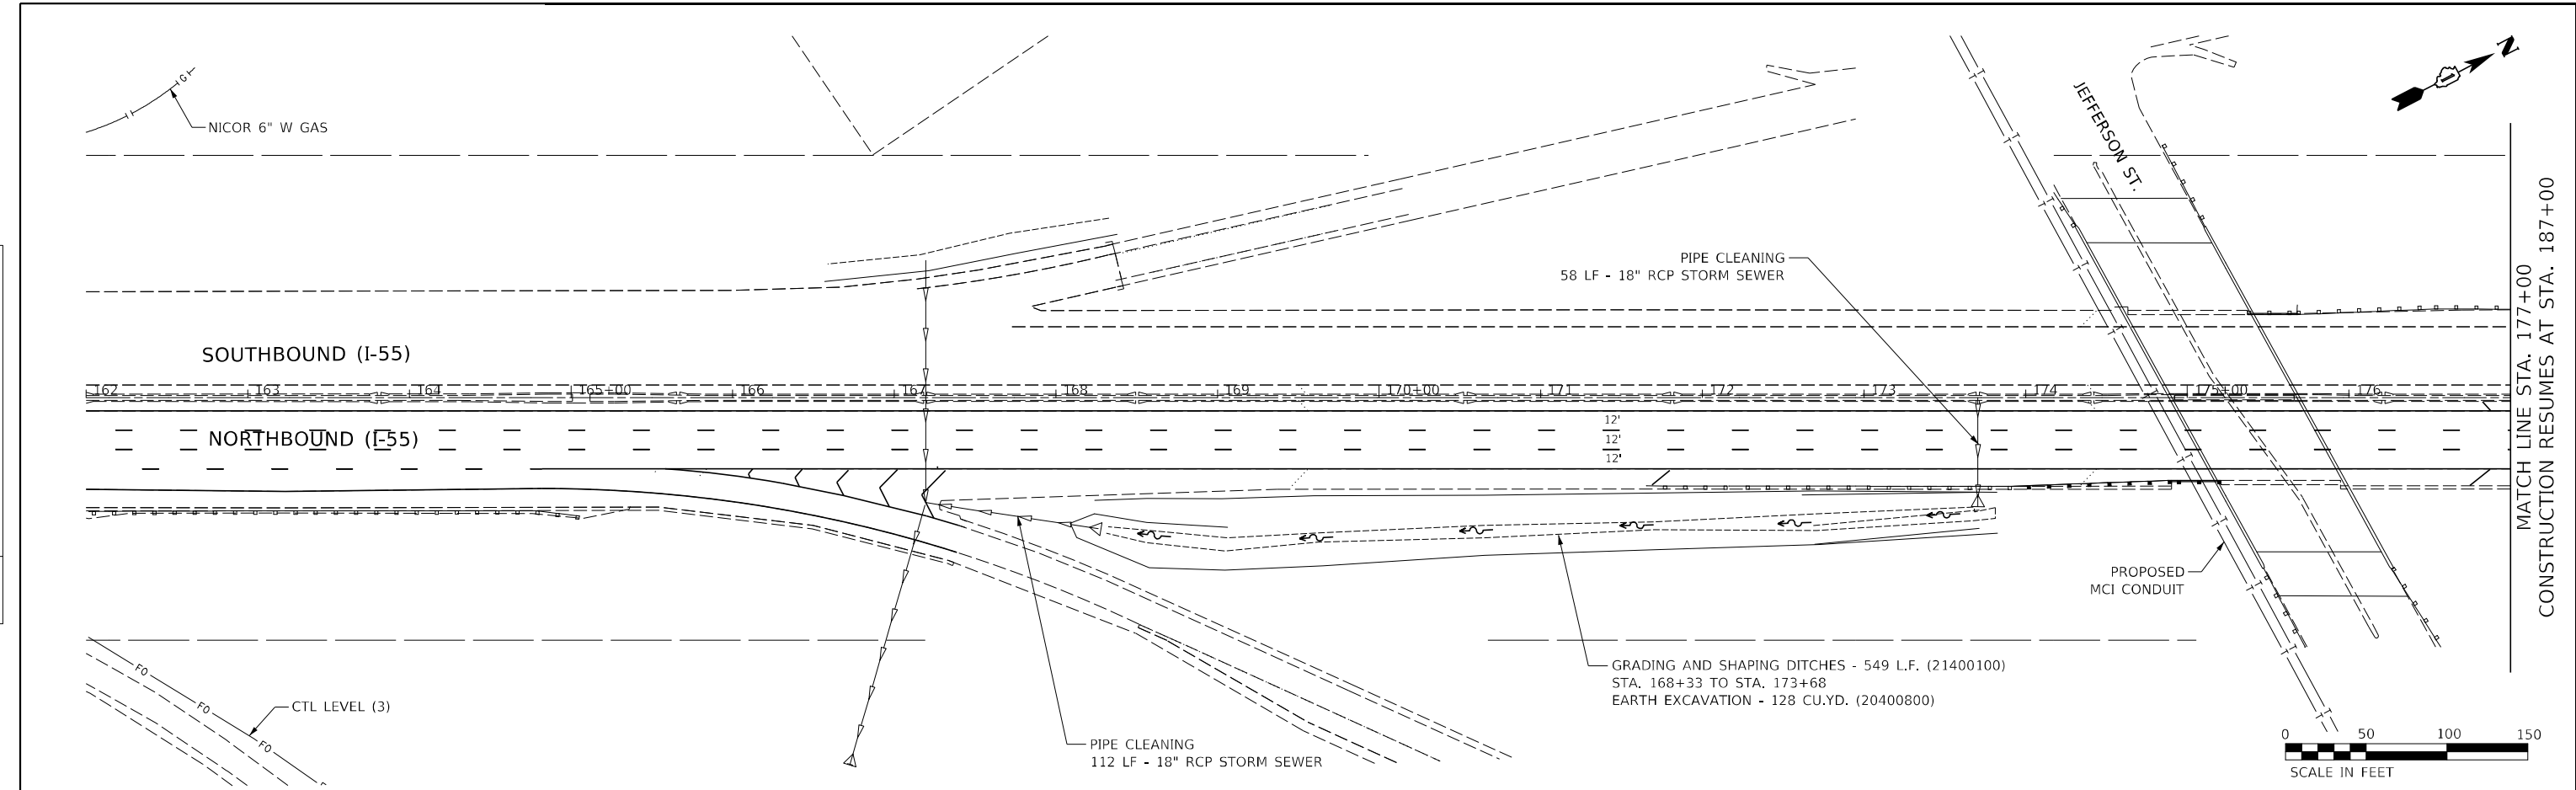 N
G
NICOR 6" W GAS
JEFFERSON ST.
PIPE CLEANING
58 LF - 18" RCP STORM SEWER
SOUTHBOUND (I-55)
162 163 164 165+00 166 167 168 169 170+00 171 172 173 174 175+00 176
NORTHBOUND (I-55)
12'
12'
12'
MATCH LINE STA. 177+00
CONSTRUCTION RESUMES AT STA. 187+00
PROPOSED
MCI CONDUIT
GRADING AND SHAPING DITCHES - 549 L.F. (21400100)
STA. 168+33 TO STA. 173+68
EARTH EXCAVATION - 128 CU.YD. (20400800)
FO
FO
FO
CTL LEVEL (3)
PIPE CLEANING
112 LF - 18" RCP STORM SEWER
0 50 100 150
SCALE IN FEET